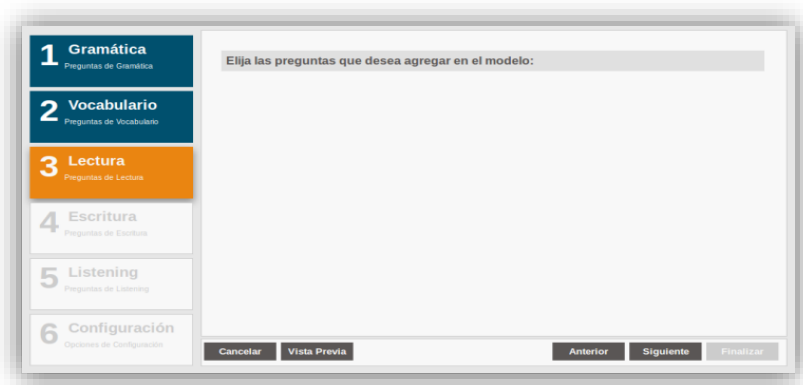 1 Gramática
Preguntas de Gramática
2 Vocabulario
Preguntas de Vocabulario
3 Lectura
Preguntas de Lectura
4 Escritura
Preguntas de Escritura
5 Listening
Preguntas de Listening
6 Configuración
Opciones de Configuración
Elija las preguntas que desea agregar en el modelo:
Cancelar Vista Previa Anterior Siguiente Finalizar